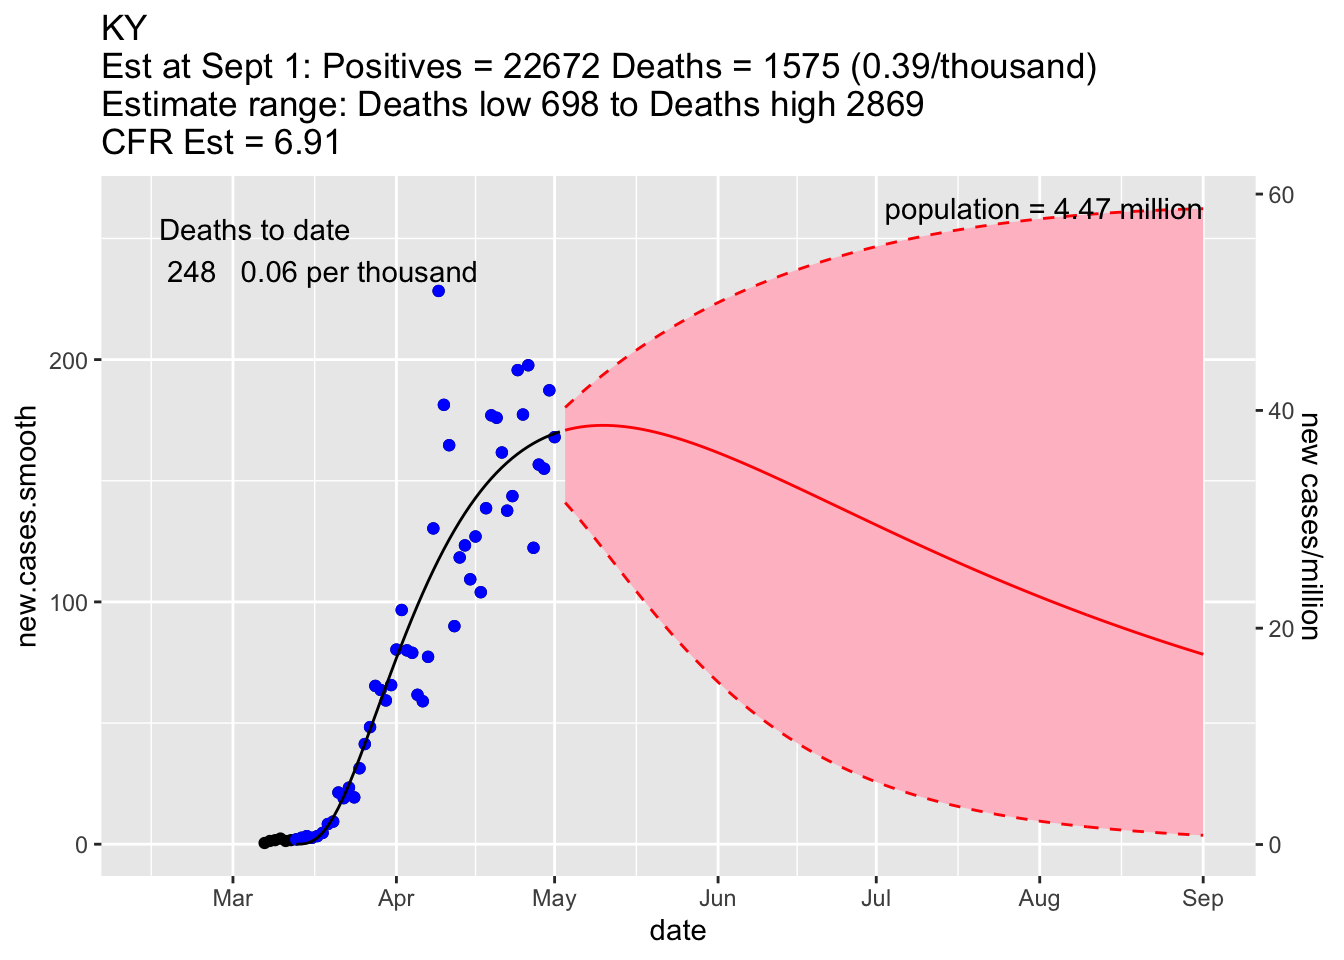 KY
Est at Sept 1: Positives = 22672 Deaths = 1575 (0.39/thousand)
Estimate range: Deaths low 698 to Deaths high 2869
CFR Est = 6.91
Deaths to date
248 0.06 per thousand
population = 4.47 million
200
100
0
new.cases.smooth
60
40
20
0
new cases/million
Mar Apr May Jun Jul Aug Sep
date